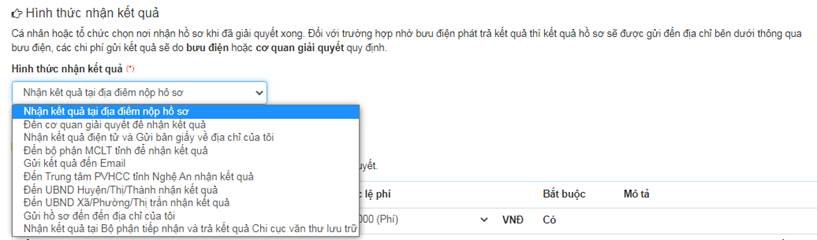 Hình thức nhận kết quả
Cá nhân hoặc tổ chức chọn nơi nhận hồ sơ khi đã giải quyết xong. Đối với trường hợp nhờ bưu điện phát trả kết quả thì kết quả hồ sơ sẽ được gửi đến địa chỉ bên dưới thông qua
bưu điện, các chi phí gửi kết quả sẽ do bưu điện hoặc cơ quan giải quyết quy định.
Hình thức nhận kết quả (*)
Nhận kết quả tại địa điểm nộp hồ sơ
Nhận kết quả tại địa điểm nộp hồ sơ
Đến cơ quan giải quyết để nhận kết quả
Nhận kết quả điện tử và Gửi bản giấy về địa chỉ của tôi
Đến bộ phận MCLT tỉnh để nhận kết quả
Gửi kết quả đến Email
yết.
Đến Trung tâm PVHCC tỉnh Nghệ An nhận kết quả
Đến UBND Huyện/Thị/Thành nhận kết quả
lệ phí Bắt buộc Mô tả
Đến UBND Xã/Phường/Thị trấn nhận kết quả
Gửi hồ sơ đến đến địa chỉ của tôi
000 (Phí) VNĐ Có
Nhận kết quả tại Bộ phận tiếp nhận và trả kết quả Chi cục văn thư lưu trữ